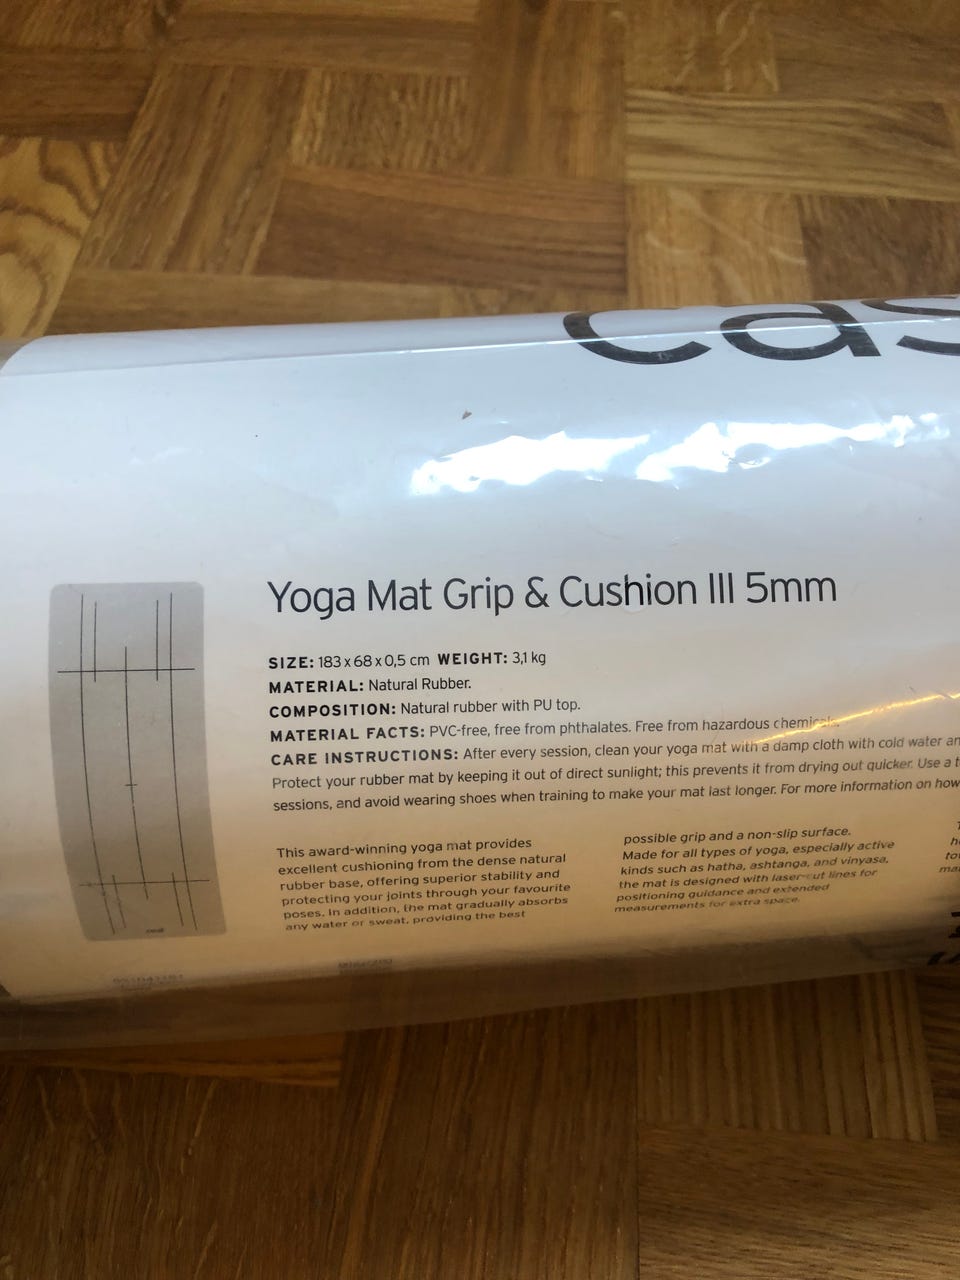 cas
Yoga Mat Grip & Cushion III 5mm
SIZE: 183 x 68 x 0,5 cm WEIGHT: 3,1 kg
MATERIAL: Natural Rubber.
COMPOSITION: Natural rubber with PU top.
MATERIAL FACTS: PVC-free, free from phthalates. Free from hazardous
CARE INSTRUCTIONS: After every session, clean your yoga mat with a damp cloth with cold water
Protect your rubber mat by keeping it out of direct sunlight; this prevents it from drying out quicker. Use a
sessions, and avoid wearing shoes when training to make your mat last longer. For more information on how
This award-winning yoga mat provides
excellent cushioning from the dense natural
rubber base, offering superior stability and
protecting your joints through your favourite
poses. In addition, the mat gradually absorbs
any water or sweat, providing the best
possible grip and a non-slip surface.
Made for all types of yoga, especially active
kinds such as hatha, ashtanga, and vinyasa,
the mat is designed with laser-cut lines for
positioning guidance and extended
measurements for extra space.